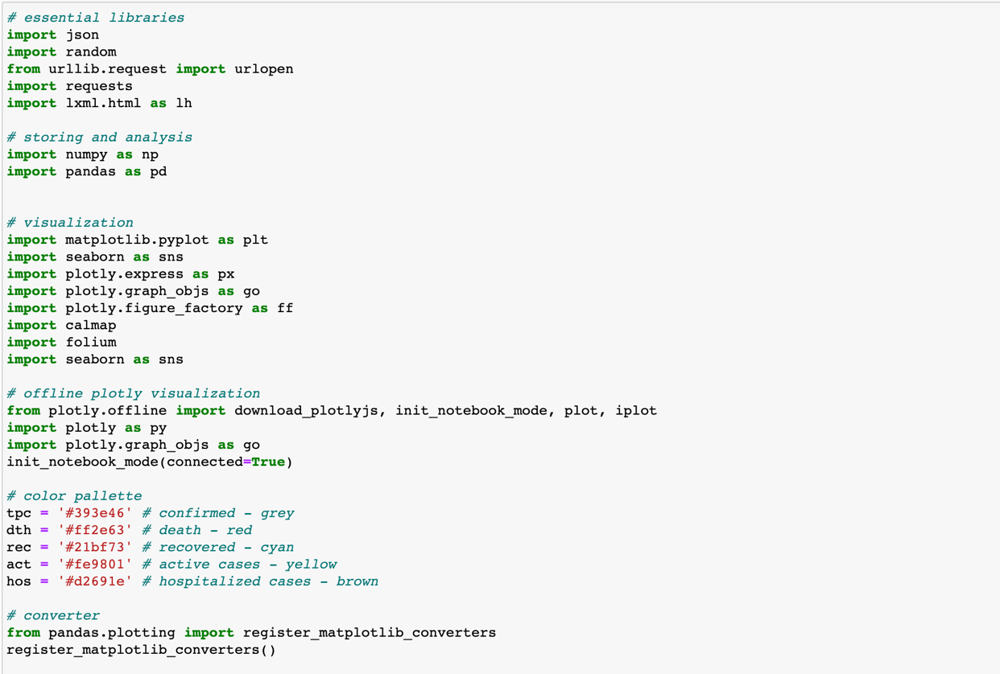 # essential libraries
import json
import random
from urllib.request import urlopen
import requests
import lxml.html as lh
# storing and analysis
import numpy as np
import pandas as pd
# visualization
import matplotlib.pyplot as plt
import seaborn as sns
import plotly.express as px
import plotly.graph_objs as go
import plotly.figure_factory as ff
import calmap
import folium
import seaborn as sns
# offline plotly visualization
from plotly.offline import download_plotlyjs, init_notebook_mode, plot, iplot
import plotly as py
import plotly.graph_objs as go
init_notebook_mode(connected=True)
# color pallette
tpc = '#393e46' # confirmed - grey
dth = '#ff2e63' # death - red
rec = '#21bf73' # recovered - cyan
act = '#fe9801' # active cases - yellow
hos = '#d2691e' # hospitalized cases - brown
# converter
from pandas.plotting import register_matplotlib_converters
register_matplotlib_converters()